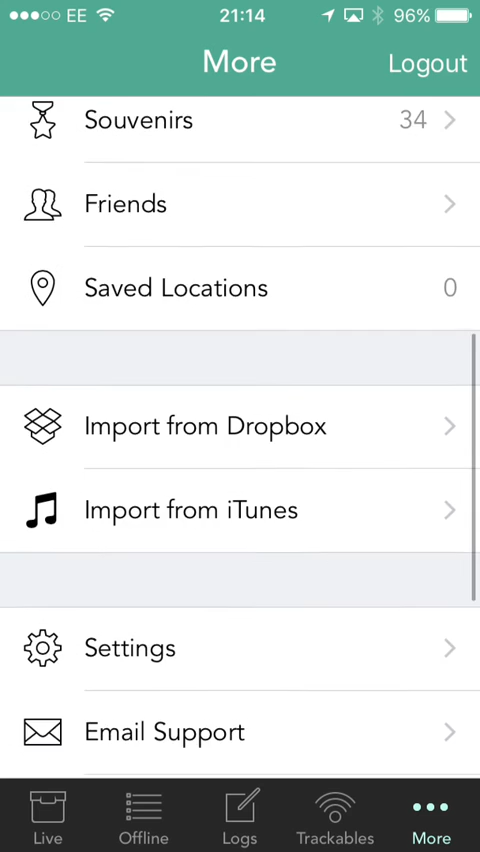 EE 21:14 96%
More Logout
Souvenirs 34
Friends
Saved Locations 0
Import from Dropbox
Import from iTunes
Settings
Email Support
Live Offline Logs Trackables More